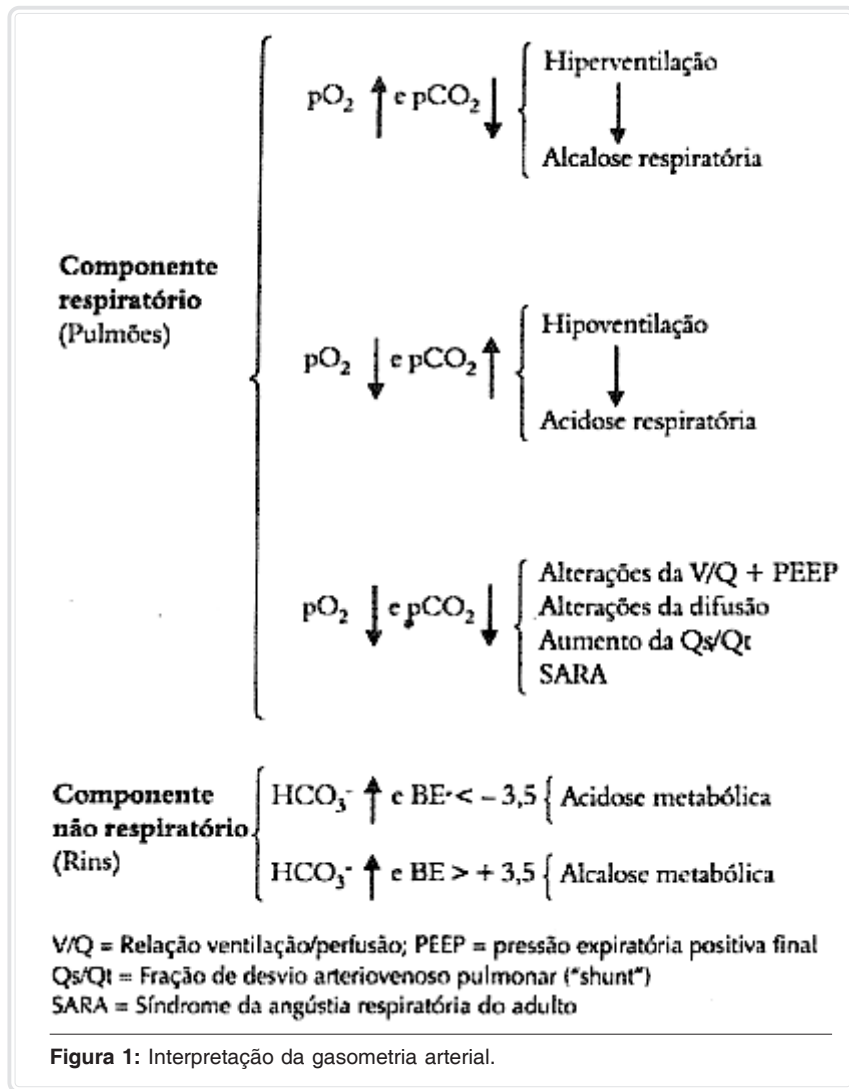 pO₂ ↑ e pCO₂ ↓ { Hiperventilação
↓
Alcalose respiratória
Componente
respiratório
(Pulmões)
pO₂ ↓ e pCO₂ ↑ { Hipoventilação
↓
Acidose respiratória
pO₂ ↓ e pCO₂ ↓ { Alterações da V/Q + PEEP
Alterações da difusão
Aumento da Qs/Qt
SARA
Componente
não respiratório
(Rins)
HCO₃⁻ ↑ e BE < – 3,5 { Acidose metabólica
HCO₃⁻ ↑ e BE > + 3,5 { Alcalose metabólica
V/Q = Relação ventilação/perfusão; PEEP = pressão expiratória positiva final
Qs/Qt = Fração de desvio arteriovenoso pulmonar ("shunt")
SARA = Síndrome da angústia respiratória do adulto
Figura 1: Interpretação da gasometria arterial.